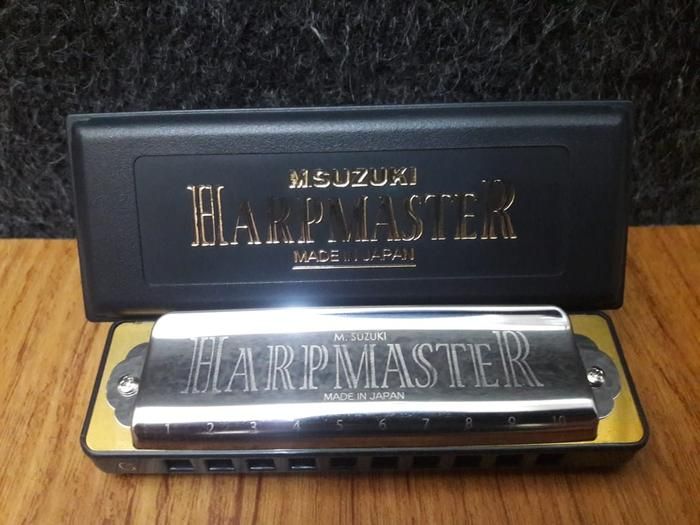 M.SUZUKI
HARPMASTER
MADE IN JAPAN
M. SUZUKI
HARPMASTER
MADE IN JAPAN
1 2 3 4 5 6 7 8 9 10